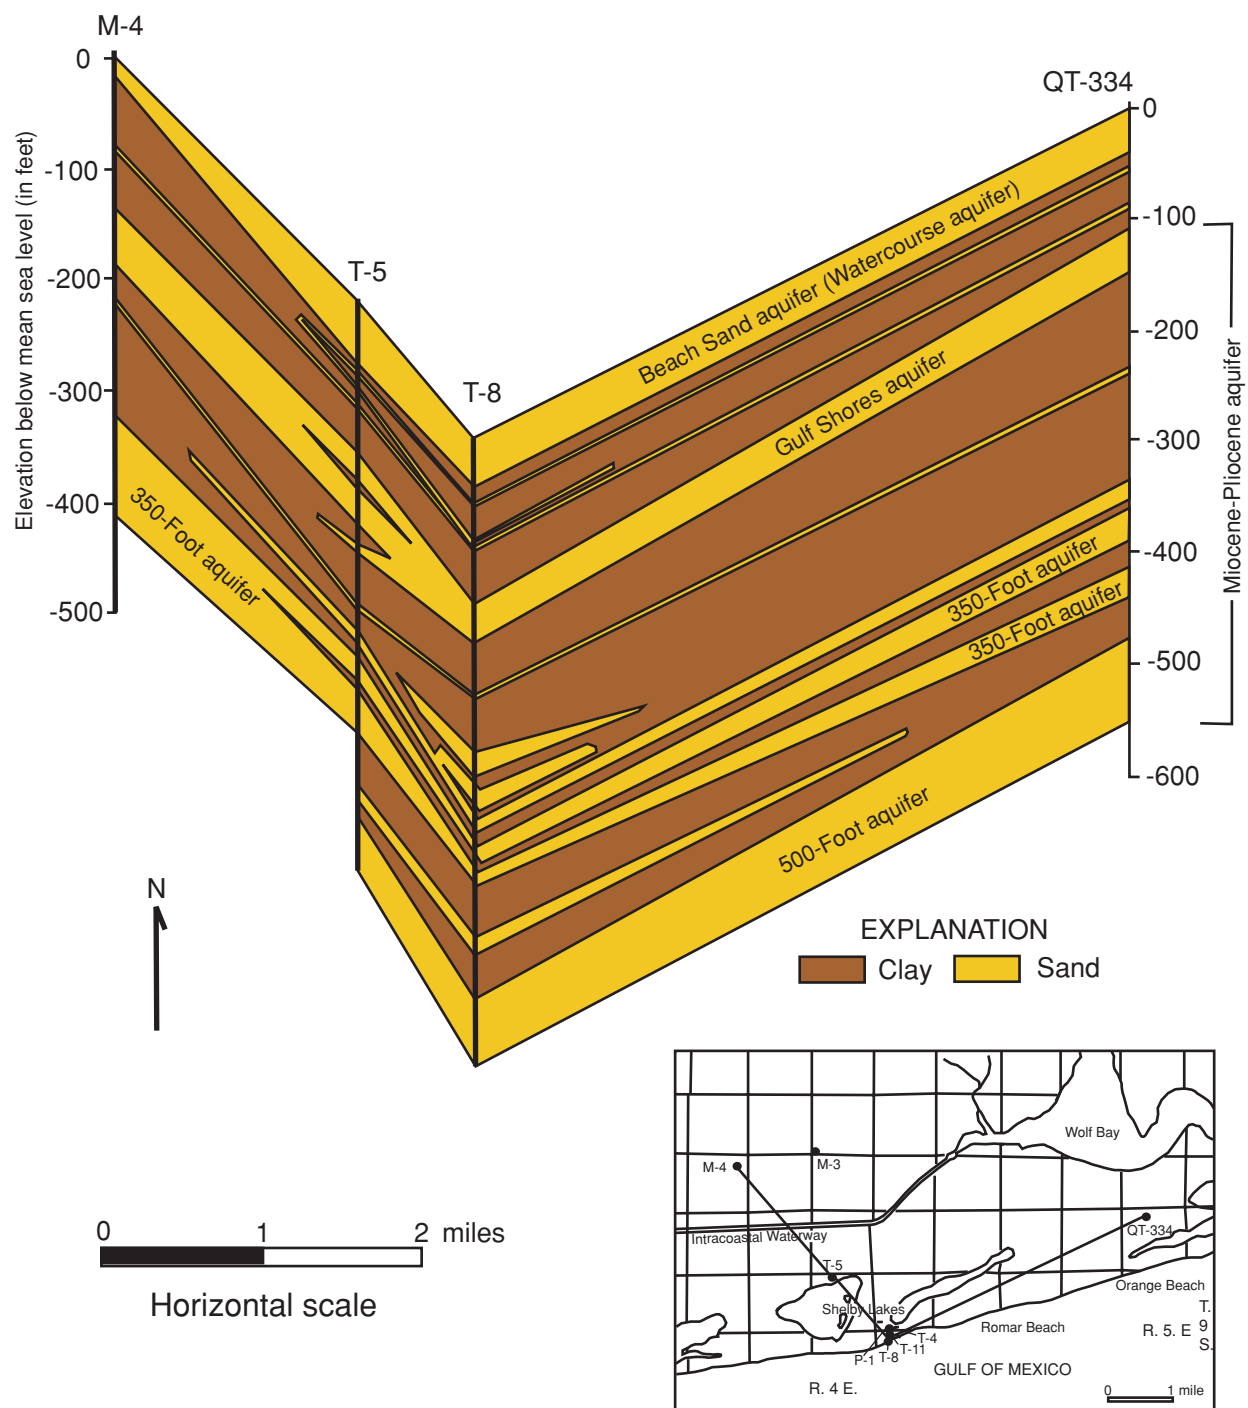 M-4
0
-100
-200
-300
-400
-500
Elevation below mean sea level (in feet)
T-5
T-8
QT-334
0
-100
-200
-300
-400
-500
-600
Miocene-Pliocene aquifer
Beach Sand aquifer (Watercourse aquifer)
Gulf Shores aquifer
350-Foot aquifer
350-Foot aquifer
350-Foot aquifer
500-Foot aquifer
N
EXPLANATION
Clay
Sand
0 1 2 miles
Horizontal scale
Wolf Bay
M-4
M-3
QT-334
Intracoastal Waterway
T-5
Orange Beach
Shelby Lakes
T.
9
S.
R. 5. E
Romar Beach
T-4
T-11
P-1
T-8
GULF OF MEXICO
R. 4 E.
0 1 mile